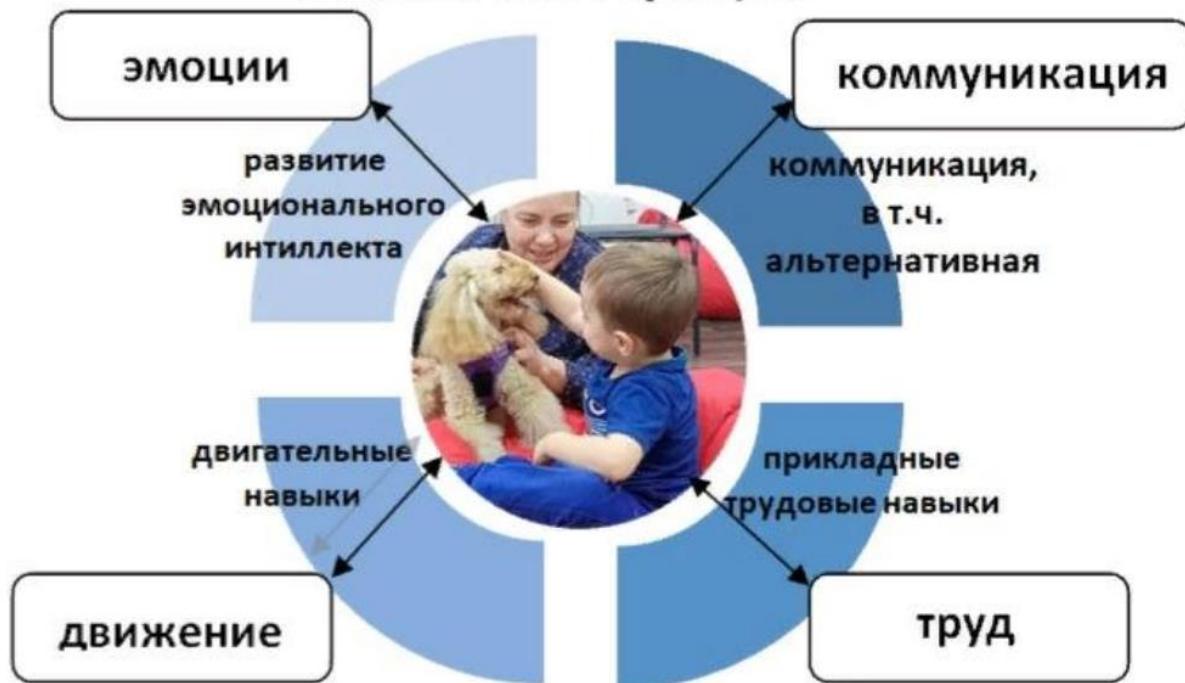 эмоции
развитие
эмоционального
интиллекта
коммуникация
коммуникация,
в т.ч.
альтернативная
двигательные
навыки
движение
прикладные
трудовые навыки
труд